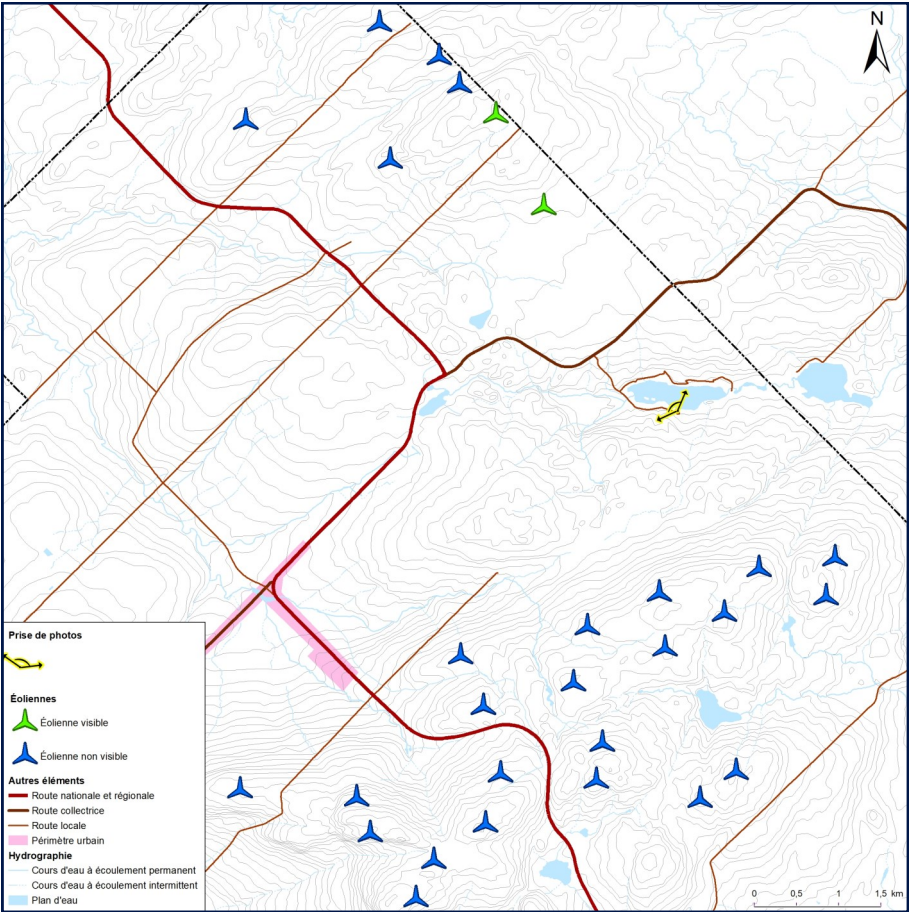 N
Prise de photos
Éoliennes
Éolienne visible
Éolienne non visible
Autres éléments
Route nationale et régionale
Route collectrice
Route locale
Périmètre urbain
Hydrographie
Cours d'eau à écoulement permanent
Cours d'eau à écoulement intermittent
Plan d'eau
0 0,5 1 1,5 km